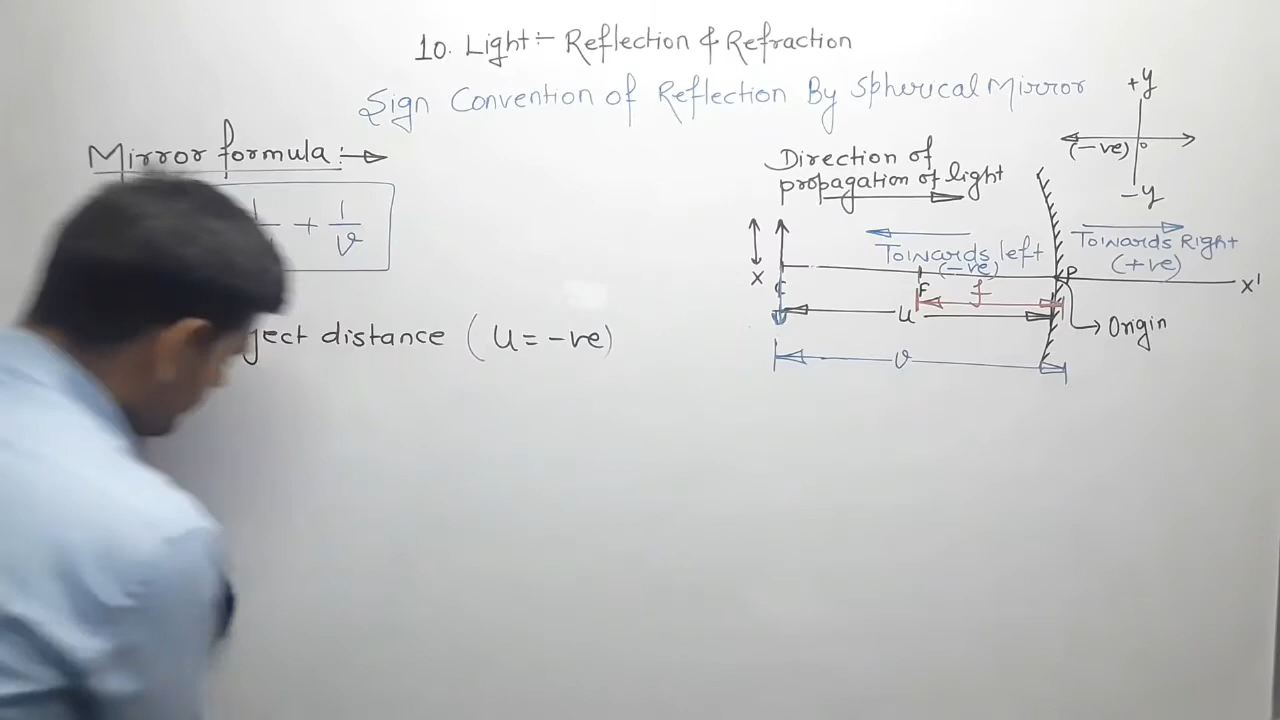 10. Light :- Reflection & Refraction
Sign Convention of Reflection By Spherical Mirror
+y
(-ve) o
-y
Mirror formula :→
+ 1/v
Direction of
propagation of light
Towards left
(-ve)
Towards Right
(+ve)
X
C
F
P
X'
f
u
Origin
v
ject distance (u = -ve)